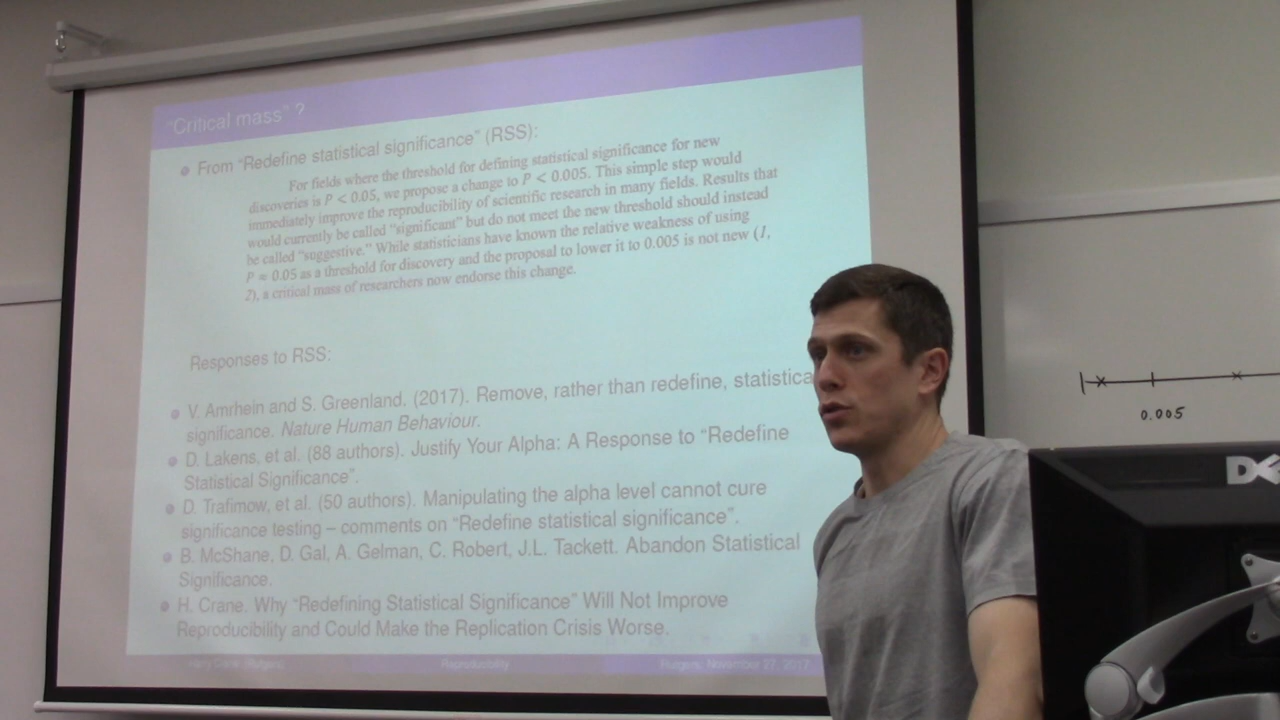 "Critical mass" ?
From "Redefine statistical significance" (RSS):
For fields where the threshold for defining statistical significance for new
discoveries is P < 0.05, we propose a change to P < 0.005. This simple step would
immediately improve the reproducibility of scientific research in many fields. Results that
would currently be called "significant" but do not meet the new threshold should instead
be called "suggestive." While statisticians have known the relative weakness of using
P ≈ 0.05 as a threshold for discovery and the proposal to lower it to 0.005 is not new (1,
2), a critical mass of researchers now endorse this change.
Responses to RSS:
V. Amrhein and S. Greenland. (2017). Remove, rather than redefine, statistica
significance. Nature Human Behaviour.
D. Lakens, et al. (88 authors). Justify Your Alpha: A Response to "Redefine
Statistical Significance".
D. Trafimow, et al. (50 authors). Manipulating the alpha level cannot cure
significance testing – comments on "Redefine statistical significance".
B. McShane, D. Gal, A. Gelman, C. Robert, J.L. Tackett. Abandon Statistical
Significance.
H. Crane. Why "Redefining Statistical Significance" Will Not Improve
Reproducibility and Could Make the Replication Crisis Worse.
Harry Crane (Rutgers) Reproducibility Rutgers, November 27, 2017
0.005
DE